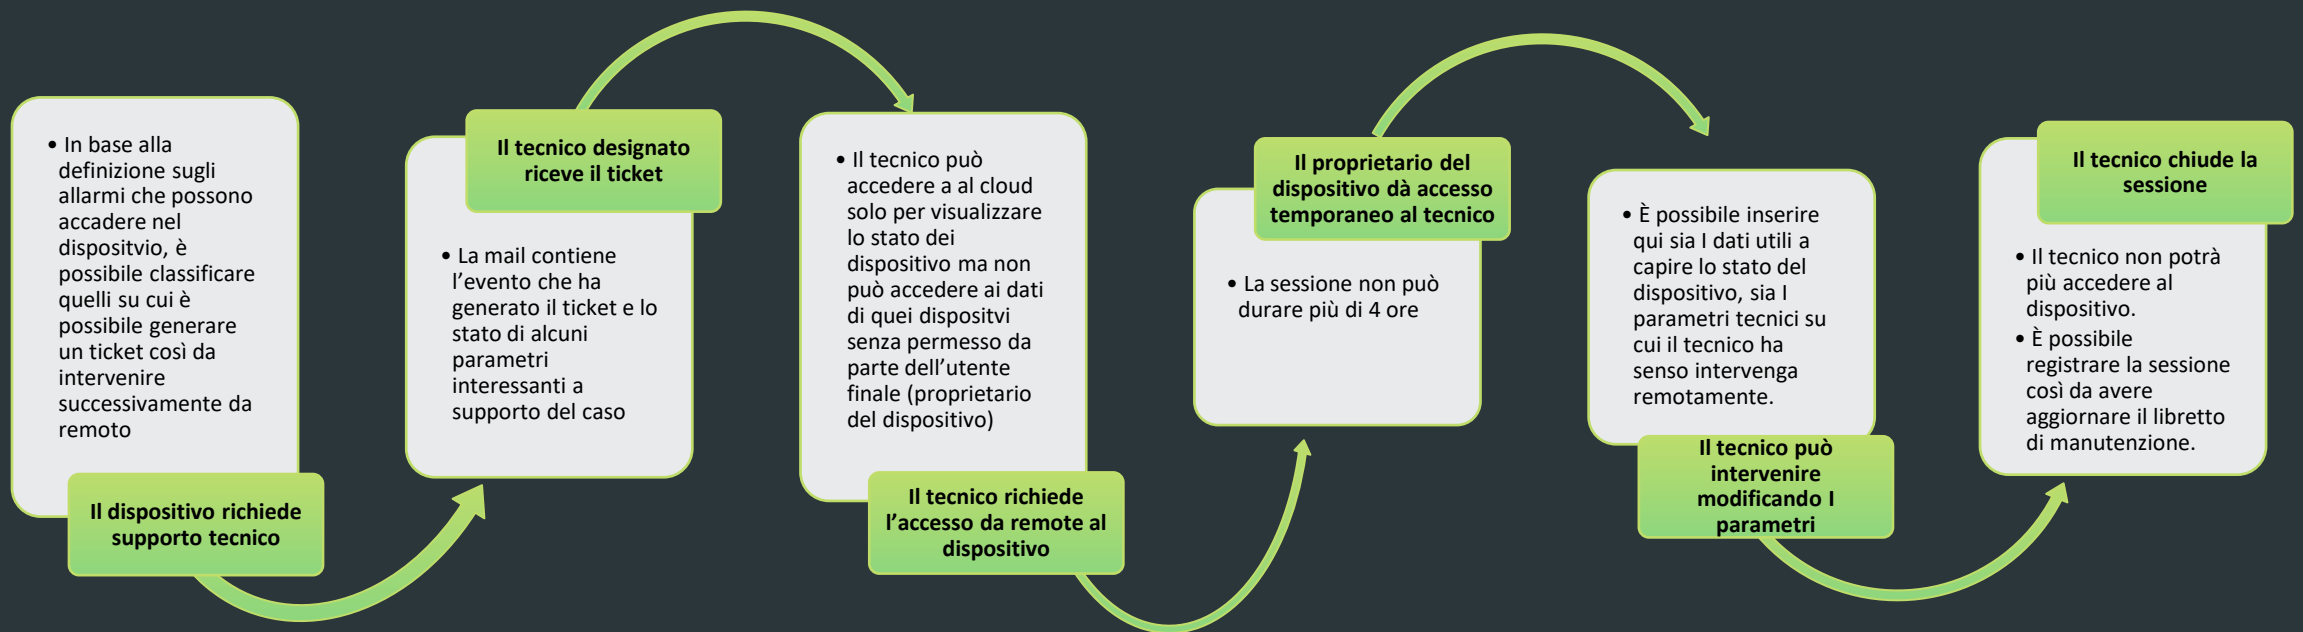 • In base alla
definizione sugli
allarmi che possono
accadere nel
dispositvio, è
possibile classificare
quelli su cui è
possibile generare
un ticket così da
intervenire
successivamente da
remoto
Il dispositivo richiede
supporto tecnico
Il tecnico designato
riceve il ticket
• La mail contiene
l’evento che ha
generato il ticket e lo
stato di alcuni
parametri
interessanti a
supporto del caso
• Il tecnico può
accedere a al cloud
solo per visualizzare
lo stato dei
dispositivo ma non
può accedere ai dati
di quei dispositvi
senza permesso da
parte dell’utente
finale (proprietario
del dispositivo)
Il tecnico richiede
l’accesso da remote al
dispositivo
Il proprietario del
dispositivo dà accesso
temporaneo al tecnico
• La sessione non può
durare più di 4 ore
• È possibile inserire
qui sia I dati utili a
capire lo stato del
dispositivo, sia I
parametri tecnici su
cui il tecnico ha
senso intervenga
remotamente.
Il tecnico può
intervenire
modificando I
parametri
Il tecnico chiude la
sessione
• Il tecnico non potrà
più accedere al
dispositivo.
• È possibile
registrare la sessione
così da avere
aggiornare il libretto
di manutenzione.